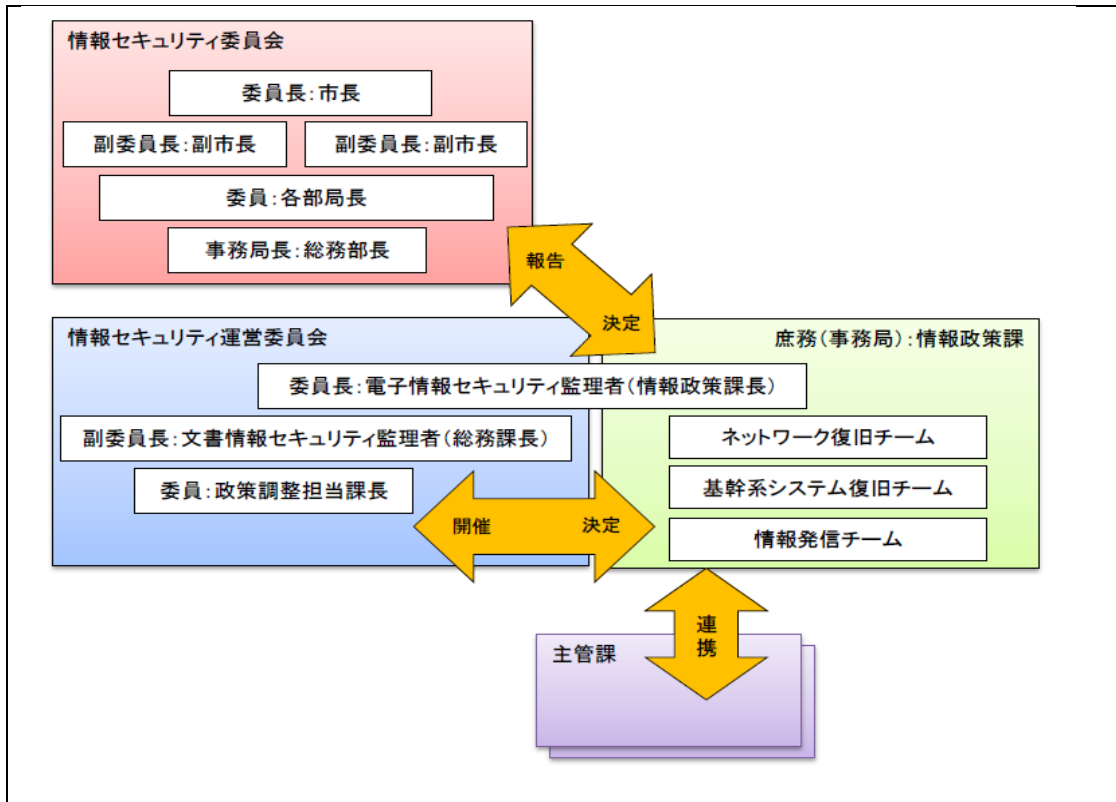 情報セキュリティ委員会
委員長：市長
副委員長：副市長
副委員長：副市長
委員：各部局長
事務局長：総務部長
報告
決定
情報セキュリティ運営委員会
庶務（事務局）：情報政策課
委員長：電子情報セキュリティ監理者（情報政策課長）
副委員長：文書情報セキュリティ監理者（総務課長）
委員：政策調整担当課長
ネットワーク復旧チーム
基幹系システム復旧チーム
情報発信チーム
開催
決定
連携
主管課